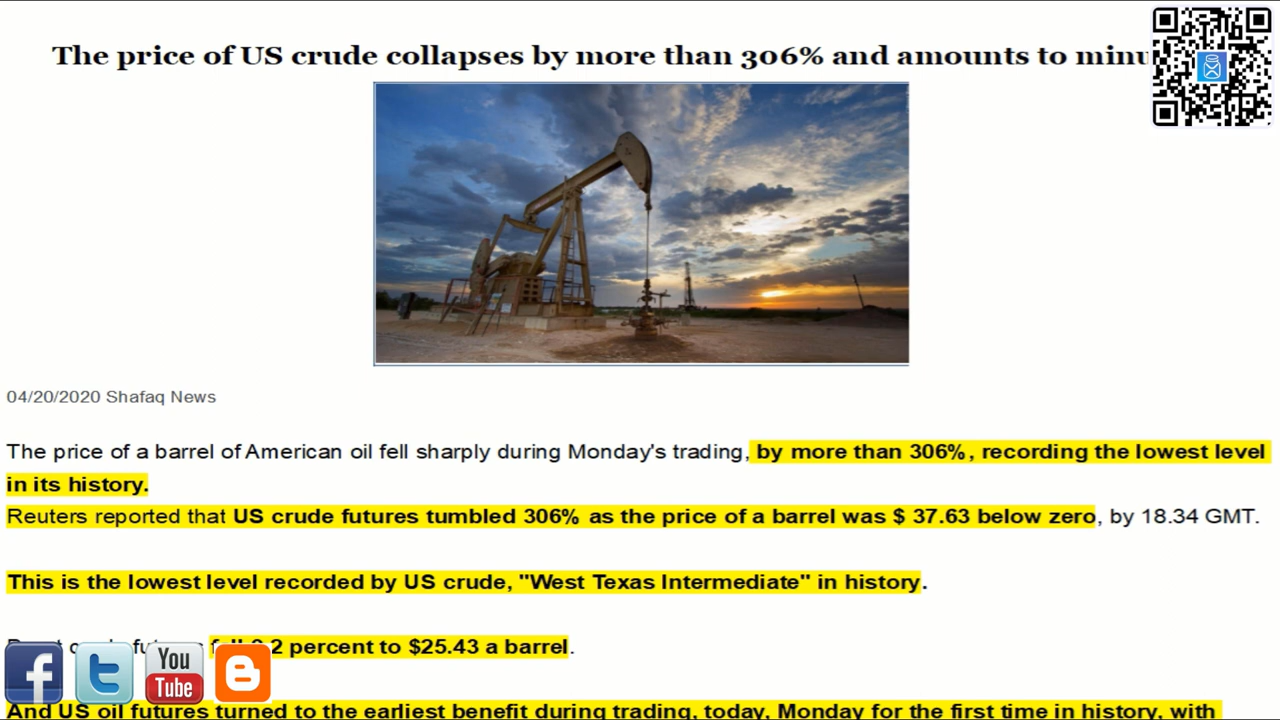 The price of US crude collapses by more than 306% and amounts to
04/20/2020 Shafaq News
The price of a barrel of American oil fell sharply during Monday's trading, by more than 306%, recording the lowest level
in its history.
Reuters reported that US crude futures tumbled 306% as the price of a barrel was $ 37.63 below zero, by 18.34 GMT.
This is the lowest level recorded by US crude, "West Texas Intermediate" in history.
percent to $25.43 a barrel.
And US oil futures turned to the earliest benefit during trading, today, Monday for the first time in history, with
You
Tube